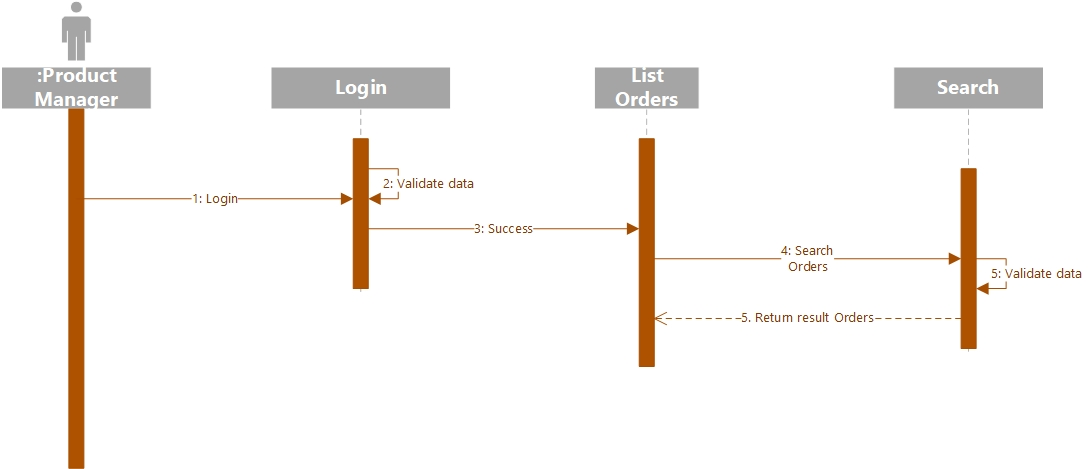 :Product
Manager
Login
List
Orders
Search
2: Validate data
1: Login
3: Success
4: Search
Orders
5: Validate data
5. Return result Orders